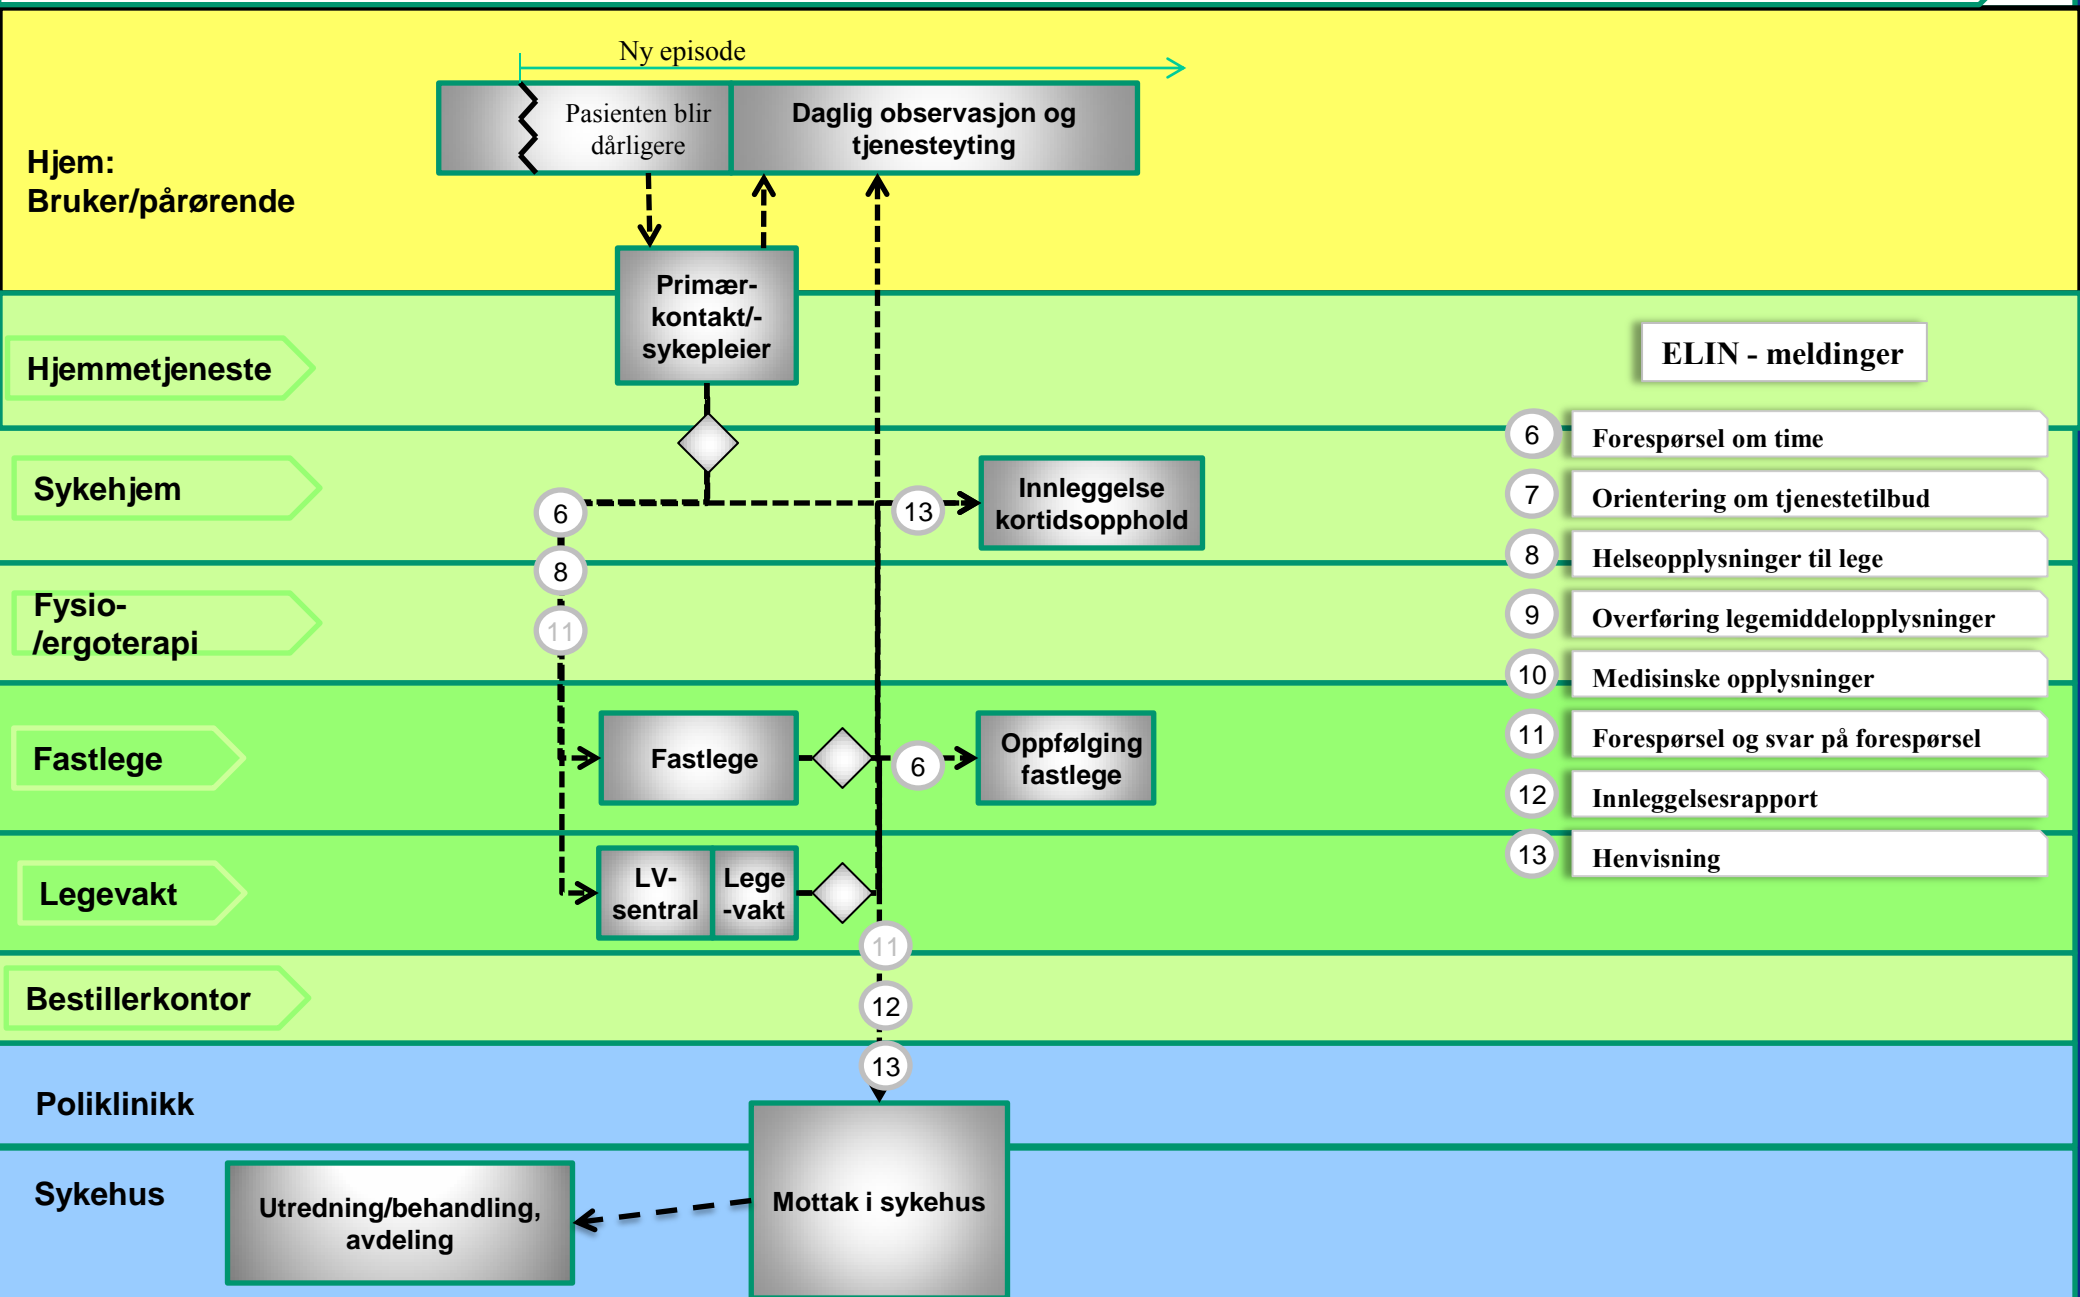 Ny episode
Pasienten blir
dårligere
Daglig observasjon og
tjenesteyting
Hjem:
Bruker/pårørende
Primær-
kontakt/-
sykepleier
Hjemmetjeneste
ELIN - meldinger
6 Forespørsel om time
7 Orientering om tjenestetilbud
8 Helseopplysninger til lege
9 Overføring legemiddelopplysninger
10 Medisinske opplysninger
11 Forespørsel og svar på forespørsel
12 Innleggelsesrapport
13 Henvisning
Sykehjem
6
13
Innleggelse
kortidsopphold
8
Fysio-
/ergoterapi
11
Fastlege
Fastlege
6
Oppfølging
fastlege
Legevakt
LV-
sentral
Lege
-vakt
11
Bestillerkontor
12
13
Poliklinikk
Sykehus
Utredning/behandling,
avdeling
Mottak i sykehus